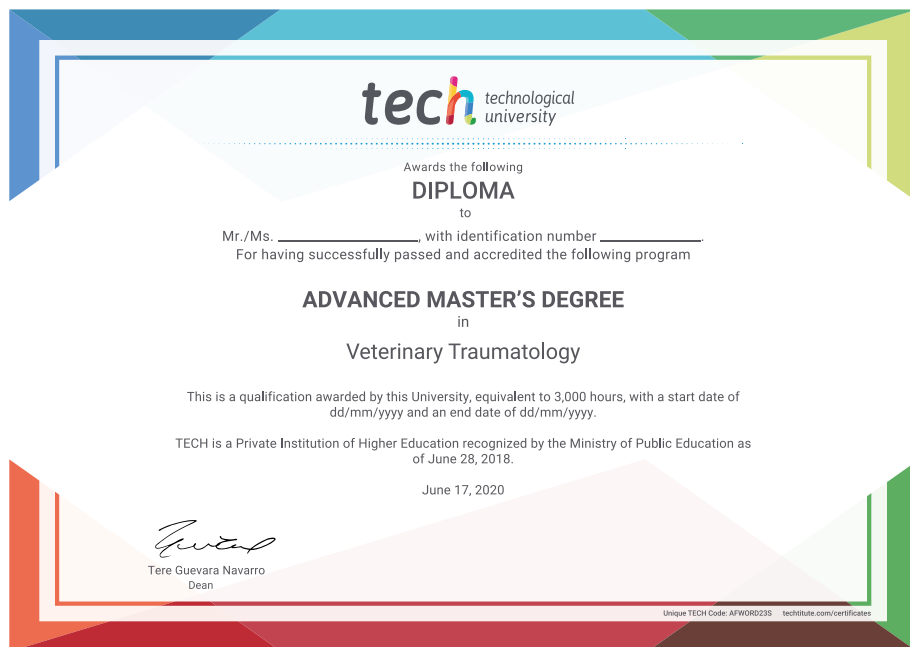 tech technological
university
Awards the following
DIPLOMA
to
Mr./Ms. ____________________, with identification number ______________.
For having successfully passed and accredited the following program
ADVANCED MASTER’S DEGREE
in
Veterinary Traumatology
This is a qualification awarded by this University, equivalent to 3,000 hours, with a start date of
dd/mm/yyyy and an end date of dd/mm/yyyy.
TECH is a Private Institution of Higher Education recognized by the Ministry of Public Education as
of June 28, 2018.
June 17, 2020
Tere Guevara Navarro
Dean
Unique TECH Code: AFWORD23S techtitute.com/certificates